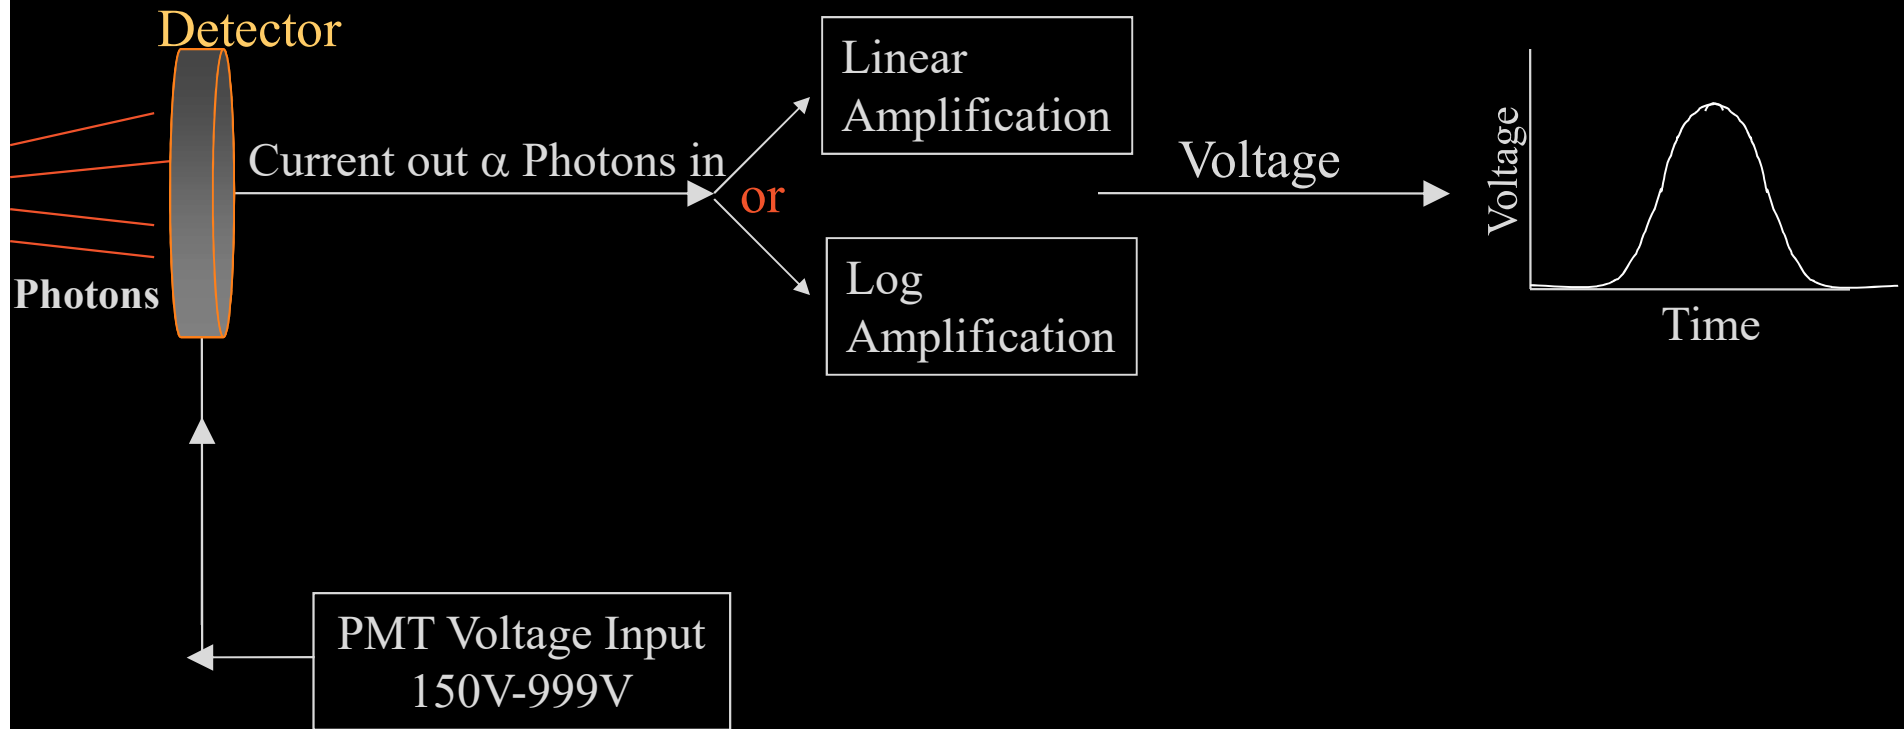 Detector
Photons
Current out α Photons in
or
Linear
Amplification
Log
Amplification
Voltage
Voltage
Time
PMT Voltage Input
150V-999V